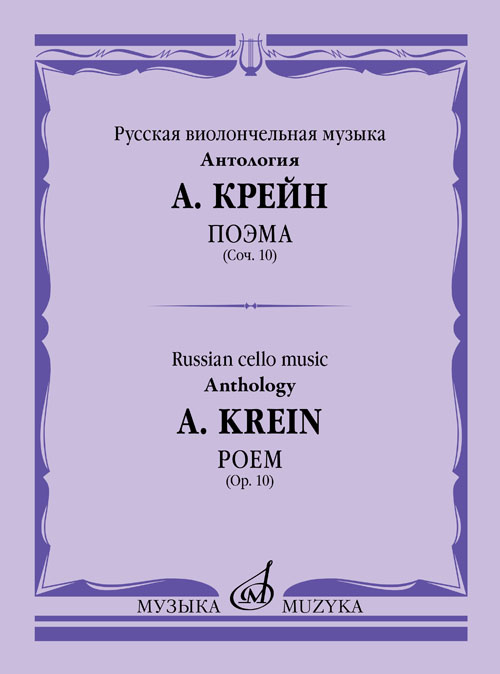 Русская виолончельная музыка
Антология
А. КРЕЙН
ПОЭМА
(Соч. 10)
Russian cello music
Anthology
A. KREIN
POEM
(Op. 10)
МУЗЫКА М MUZYKA